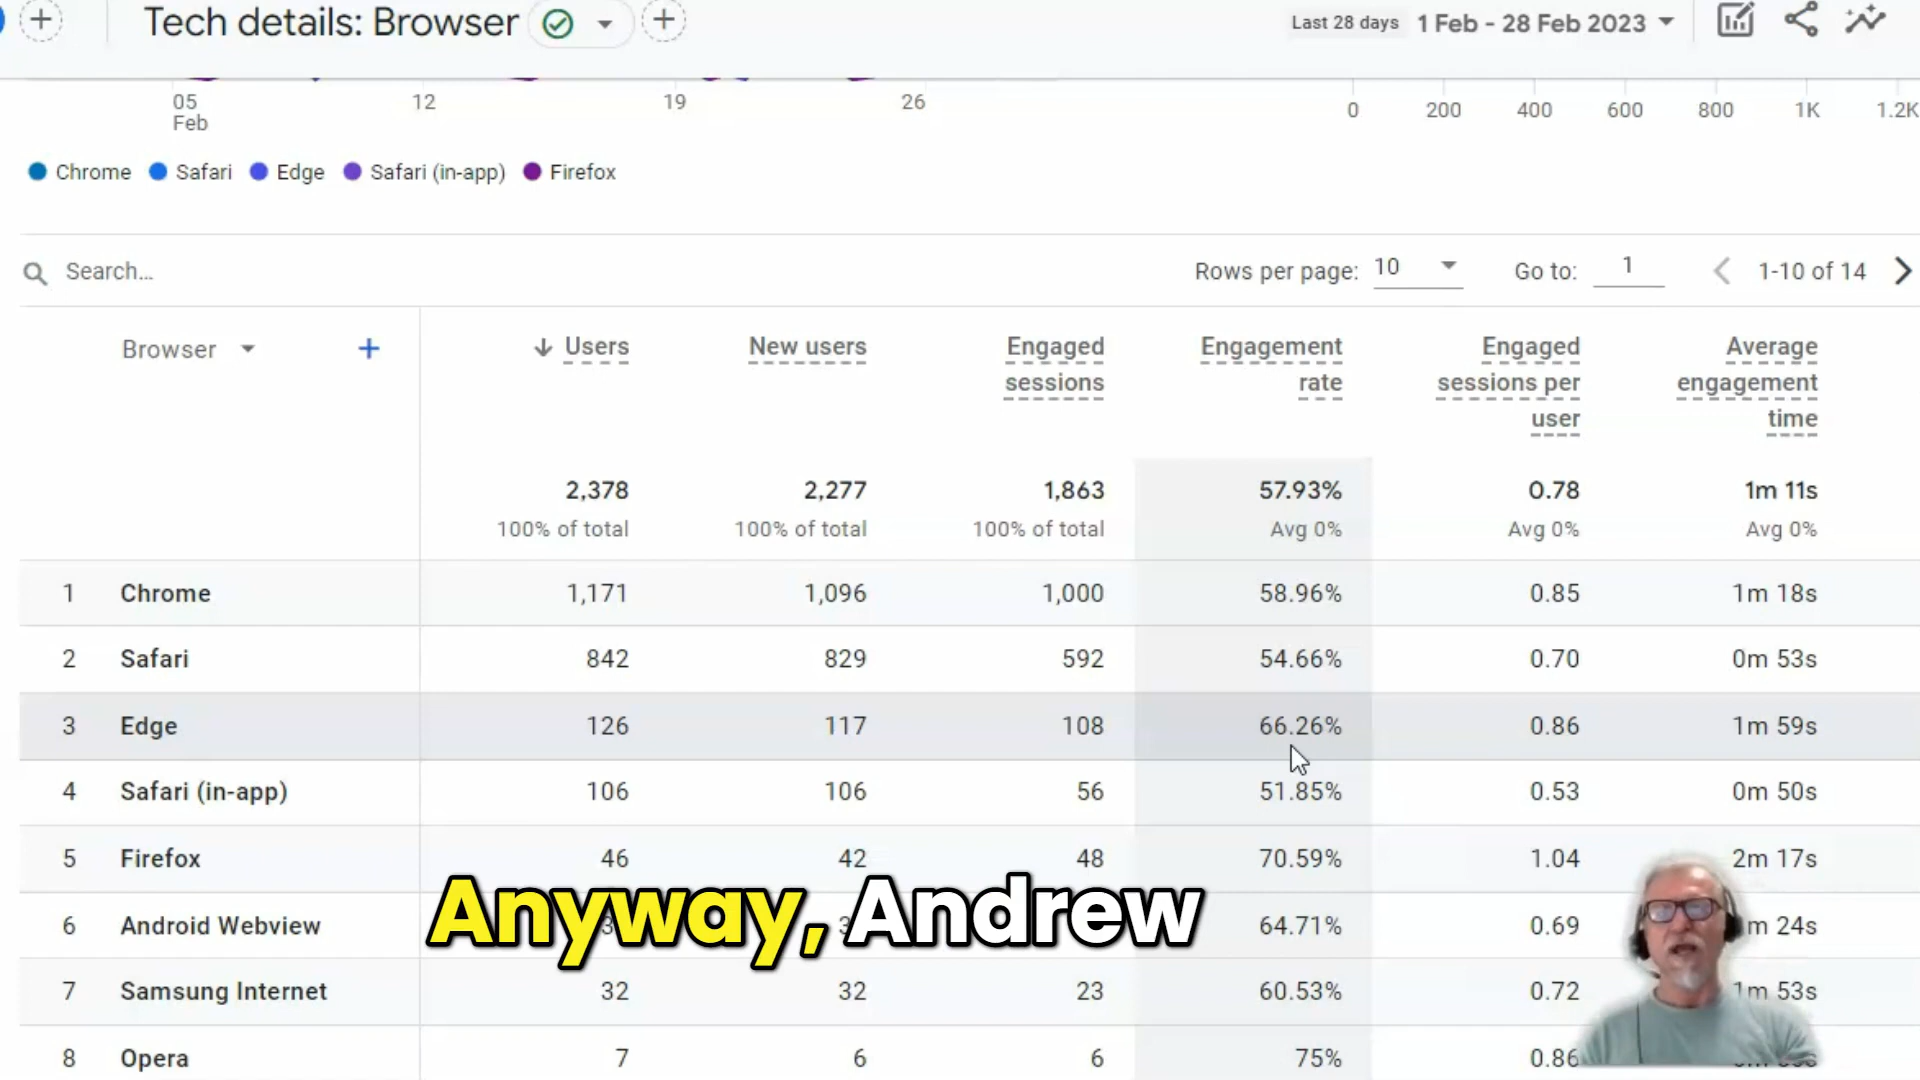 Tech details: Browser
Last 28 days 1 Feb - 28 Feb 2023
05 12 19 26
Feb
0 200 400 600 800 1K 1.2K
Chrome Safari Edge Safari (in-app) Firefox
Search... Rows per page: 10 Go to: 1 1-10 of 14
Browser + Users New users Engaged sessions Engagement rate Engaged sessions per user Average engagement time
2,378 2,277 1,863 57.93% 0.78 1m 11s
100% of total 100% of total 100% of total Avg 0% Avg 0% Avg 0%
1 Chrome 1,171 1,096 1,000 58.96% 0.85 1m 18s
2 Safari 842 829 592 54.66% 0.70 0m 53s
3 Edge 126 117 108 66.26% 0.86 1m 59s
4 Safari (in-app) 106 106 56 51.85% 0.53 0m 50s
5 Firefox 46 42 48 70.59% 1.04 2m 17s
Anyway, Andrew
6 Android Webview 64.71% 0.69 m 24s
7 Samsung Internet 32 32 23 60.53% 0.72 1m 53s
8 Opera 7 6 6 75% 0.86